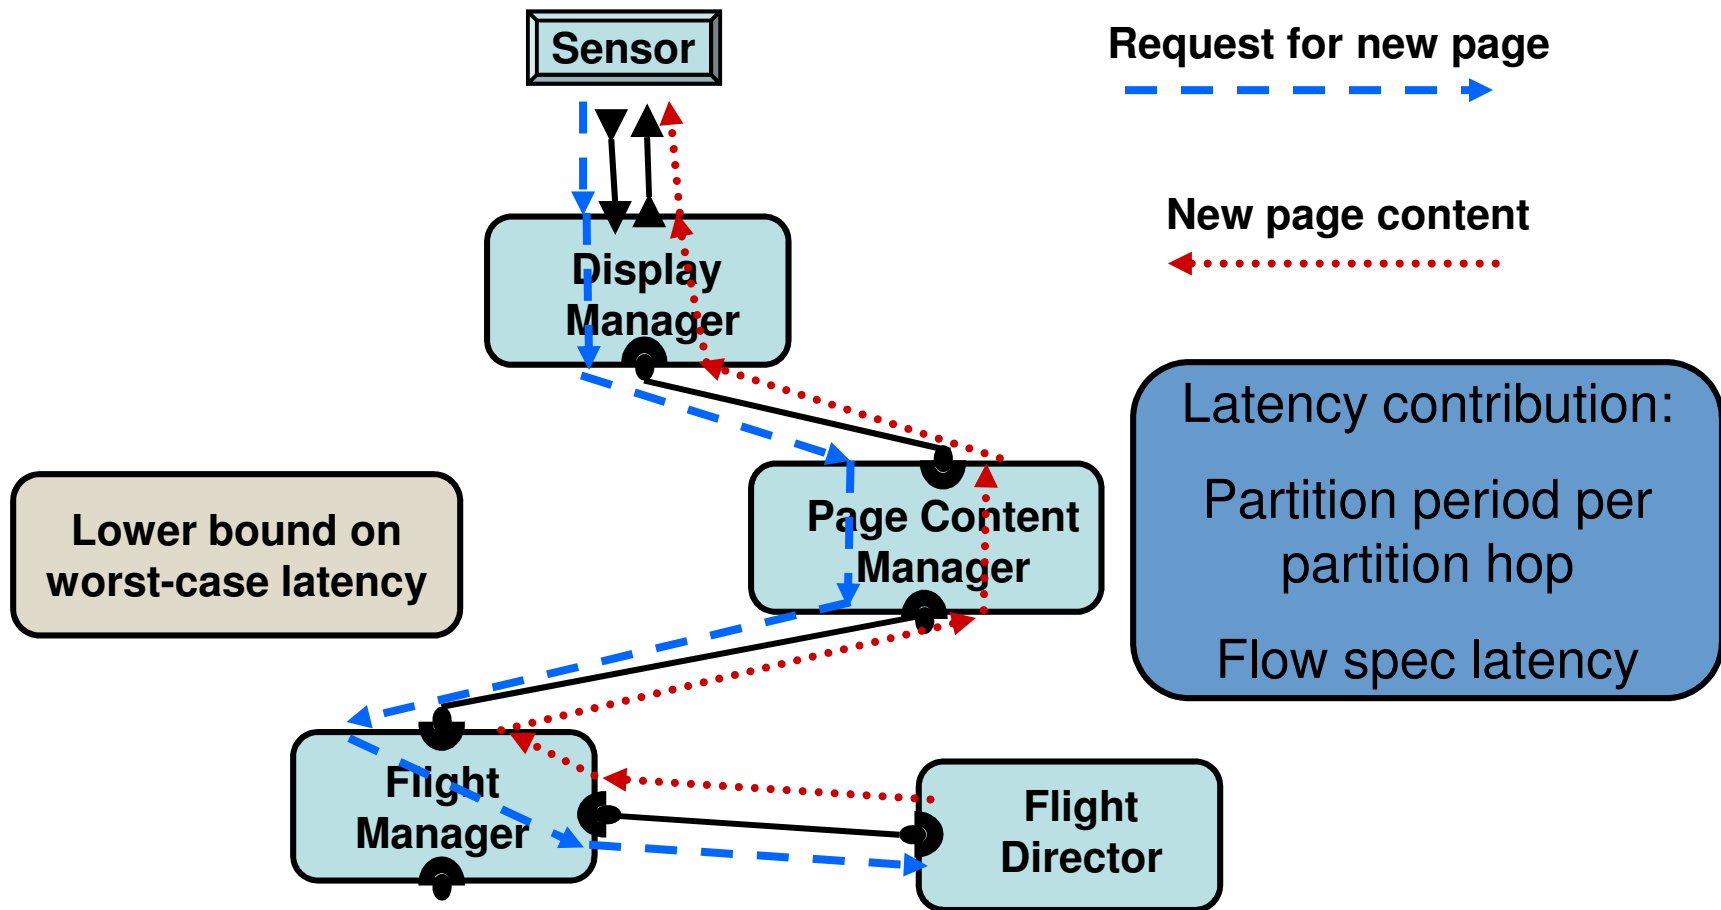 Sensor
Request for new page
New page content
Display
Manager
Latency contribution:
Partition period per
partition hop
Flow spec latency
Lower bound on
worst-case latency
Page Content
Manager
Flight
Manager
Flight
Director